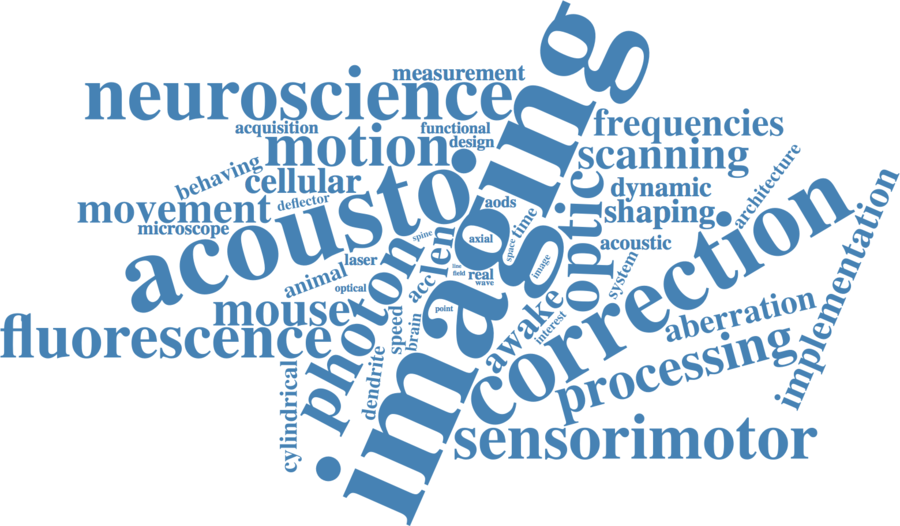 imaging
measurement
neuroscience
acquisition
functional
frequencies
motion
design
scanning
architecture
behaving
cellular
dynamic
movement
deflector
aods
shaping
microscope
acousto
optic
time
space
acoustic
spine
axial
laser
acclen
line
field
real
wave
image
system
animal
optical
correction
implementation
mouse
photon
point
awake
interest
aberration
fluorescence
speed
brain
processing
dendrite
cylindrical
sensorimotor